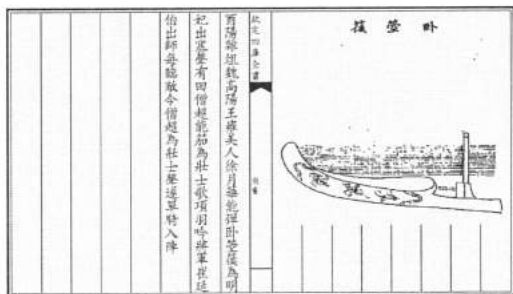 卧箜篌
欽定四庫全書
酉陽雜俎魏高陽王雍美人徐月華能彈卧箜篌為明
妃出塞聲有田僧超能笳為壯士歌項羽吟將軍崔延
伯出師每臨敵令僧超為壯士聲遂單騎入陣